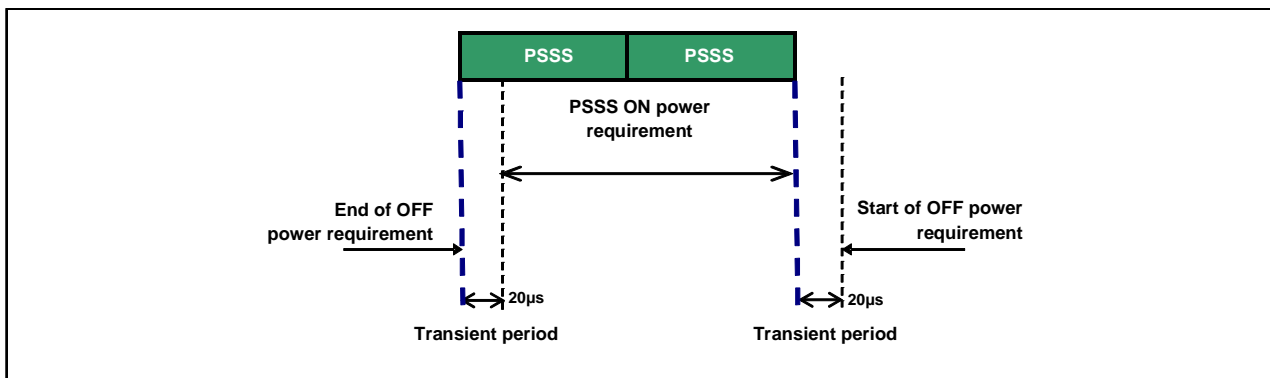 PSSS PSSS
PSSS ON power
requirement
End of OFF
power requirement
Start of OFF power
requirement
20µs
20µs
Transient period
Transient period